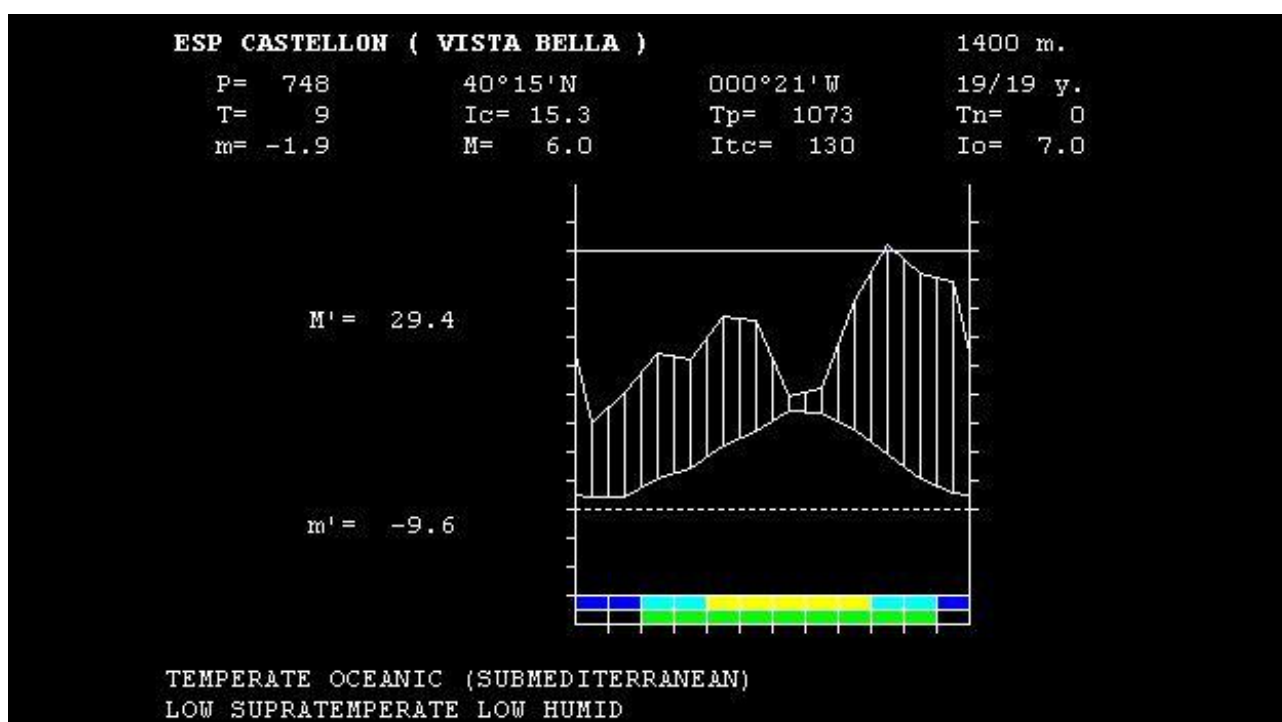 ESP CASTELLON ( VISTA BELLA ) 1400 m.
P= 748 40°15'N 000°21'W 19/19 y.
T= 9 Ic= 15.3 Tp= 1073 Tn= 0
m= -1.9 M= 6.0 Itc= 130 Io= 7.0
M'= 29.4
m'= -9.6
TEMPERATE OCEANIC (SUBMEDITERRANEAN)
LOW SUPRATEMPERATE LOW HUMID